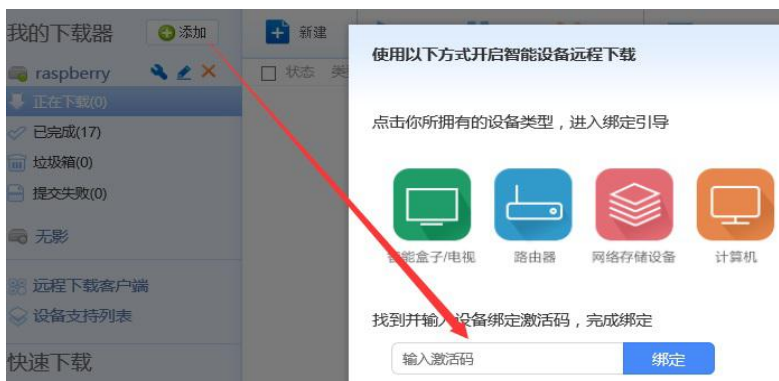 我的下载器
添加
raspberry
正在下载(0)
已完成(17)
垃圾箱(0)
提交失败(0)
无影
远程下载客户端
设备支持列表
快速下载
新建
状态 类
使用以下方式开启智能设备远程下载
点击你所拥有的设备类型，进入绑定引导
智能盒子/电视 路由器 网络存储设备 计算机
找到并输入设备绑定激活码，完成绑定
输入激活码 绑定